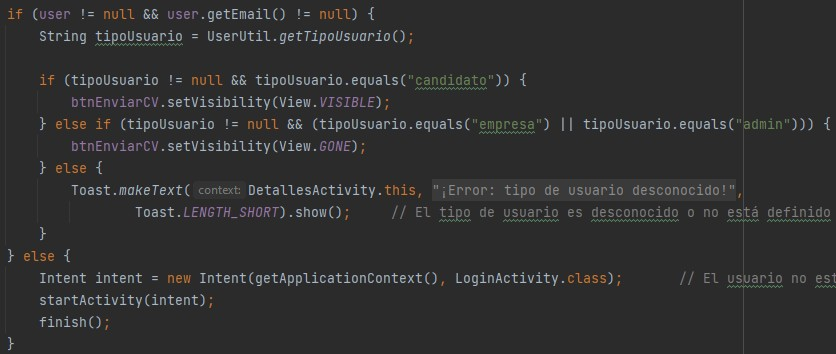 if (user != null && user.getEmail() != null) {
String tipoUsuario = UserUtil.getTipoUsuario();
if (tipoUsuario != null && tipoUsuario.equals("candidato")) {
btnEnviarCV.setVisibility(View.VISIBLE);
} else if (tipoUsuario != null && (tipoUsuario.equals("empresa") || tipoUsuario.equals("admin"))) {
btnEnviarCV.setVisibility(View.GONE);
} else {
Toast.makeText( context: DetallesActivity.this, "¡Error: tipo de usuario desconocido!",
Toast.LENGTH_SHORT).show(); // El tipo de usuario es desconocido o no está definido
}
} else {
Intent intent = new Intent(getApplicationContext(), LoginActivity.class); // El usuario no est
startActivity(intent);
finish();
}